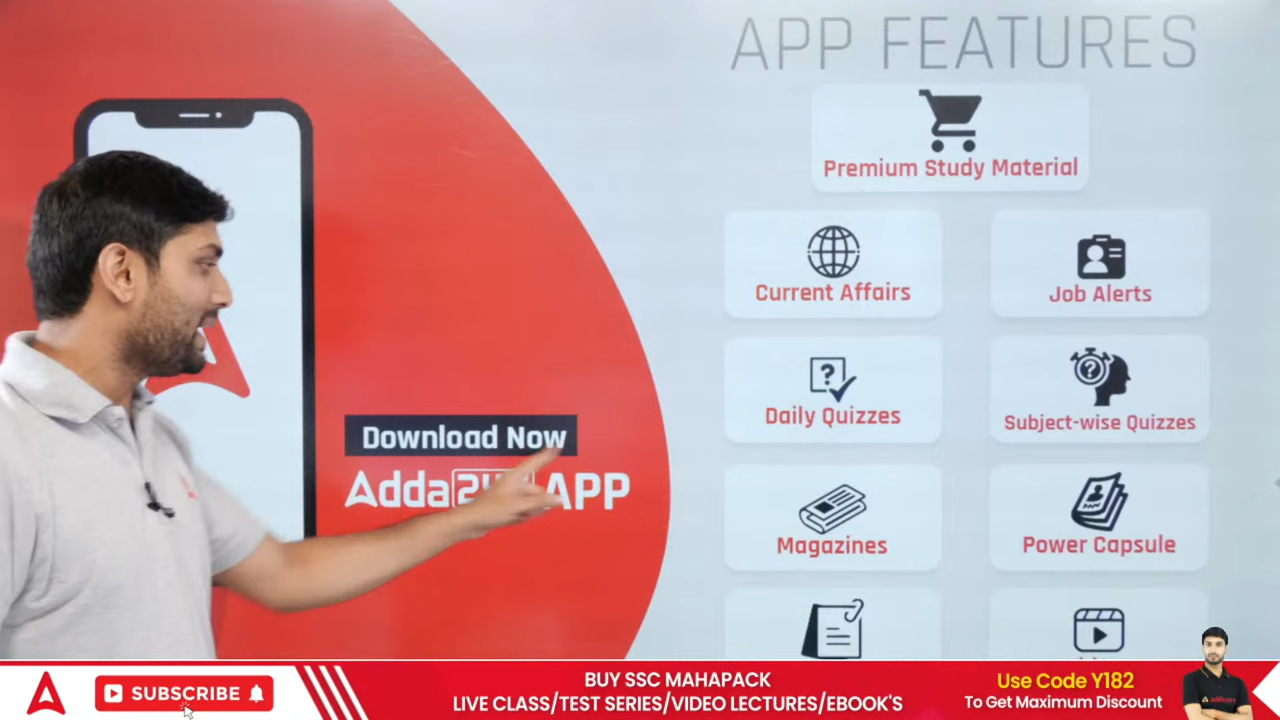 APP FEATURES
Premium Study Material
Current Affairs
Job Alerts
Daily Quizzes
Subject-wise Quizzes
Magazines
Power Capsule
Download Now
APP
SUBSCRIBE
BUY SSC MAHAPACK
LIVE CLASS/TEST SERIES/VIDEO LECTURES/EBOOK'S
Use Code Y182
To Get Maximum Discount